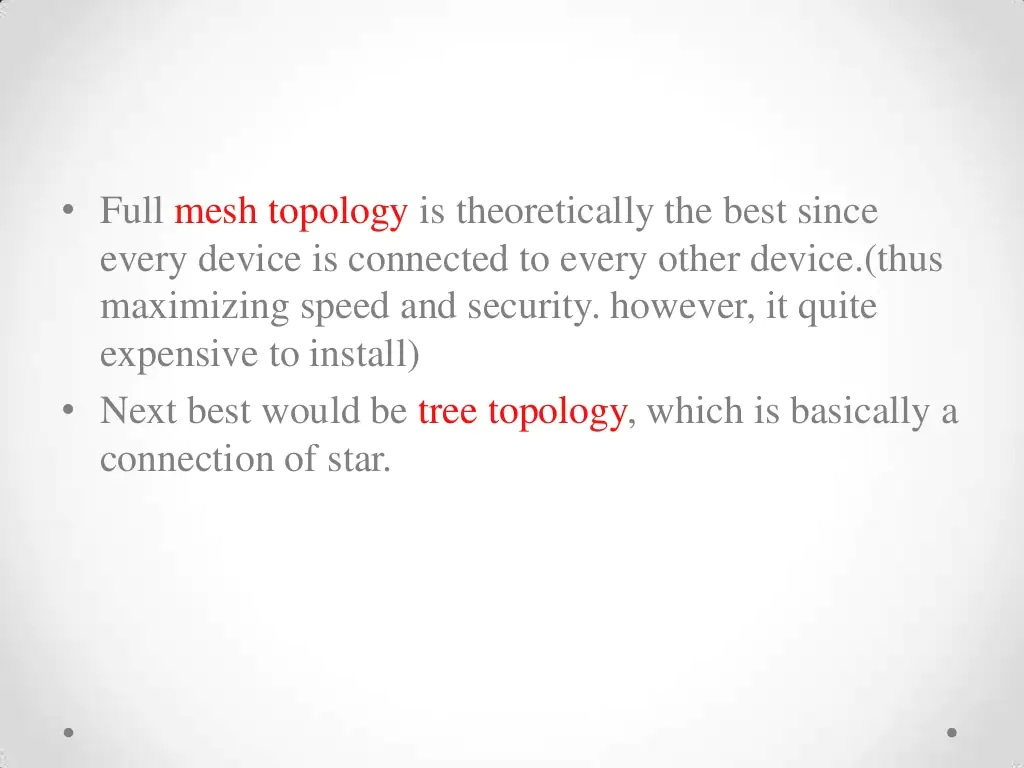 • Full mesh topology is theoretically the best since
every device is connected to every other device.(thus
maximizing speed and security. however, it quite
expensive to install)
• Next best would be tree topology, which is basically a
connection of star.